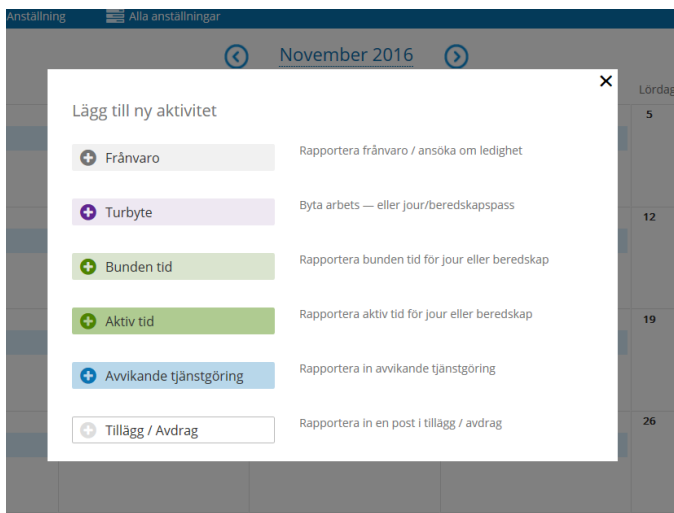 Anställning Alla anställningar
November 2016
Lördag
Lägg till ny aktivitet
5
Frånvaro Rapportera frånvaro / ansöka om ledighet
Turbyte Byta arbets — eller jour/beredskapspass
12
Bunden tid Rapportera bunden tid för jour eller beredskap
Aktiv tid Rapportera aktiv tid för jour eller beredskap
19
Avvikande tjänstgöring Rapportera in avvikande tjänstgöring
Tillägg / Avdrag Rapportera in en post i tillägg / avdrag
26